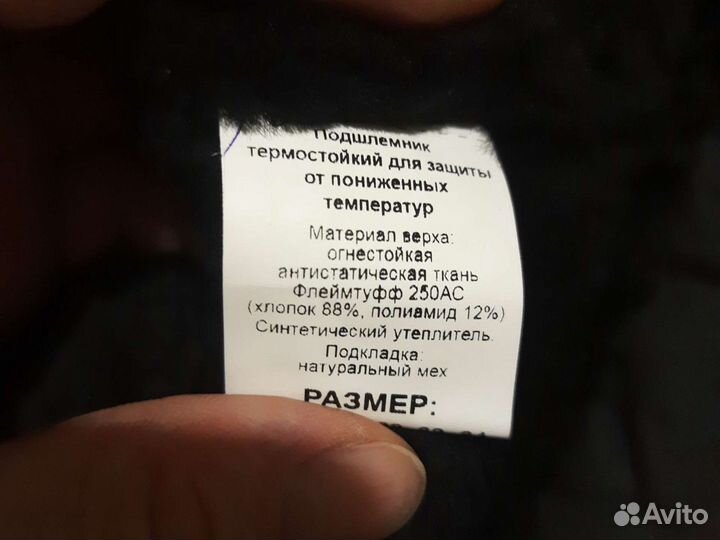 Подшлемник
термостойкий для защиты
от пониженных
температур
Материал верха:
огнестойкая
антистатическая ткань
Флеймтуфф 250АС
(хлопок 88%, полиамид 12%)
Синтетический утеплитель.
Подкладка:
натуральный мех
РАЗМЕР:
Avito